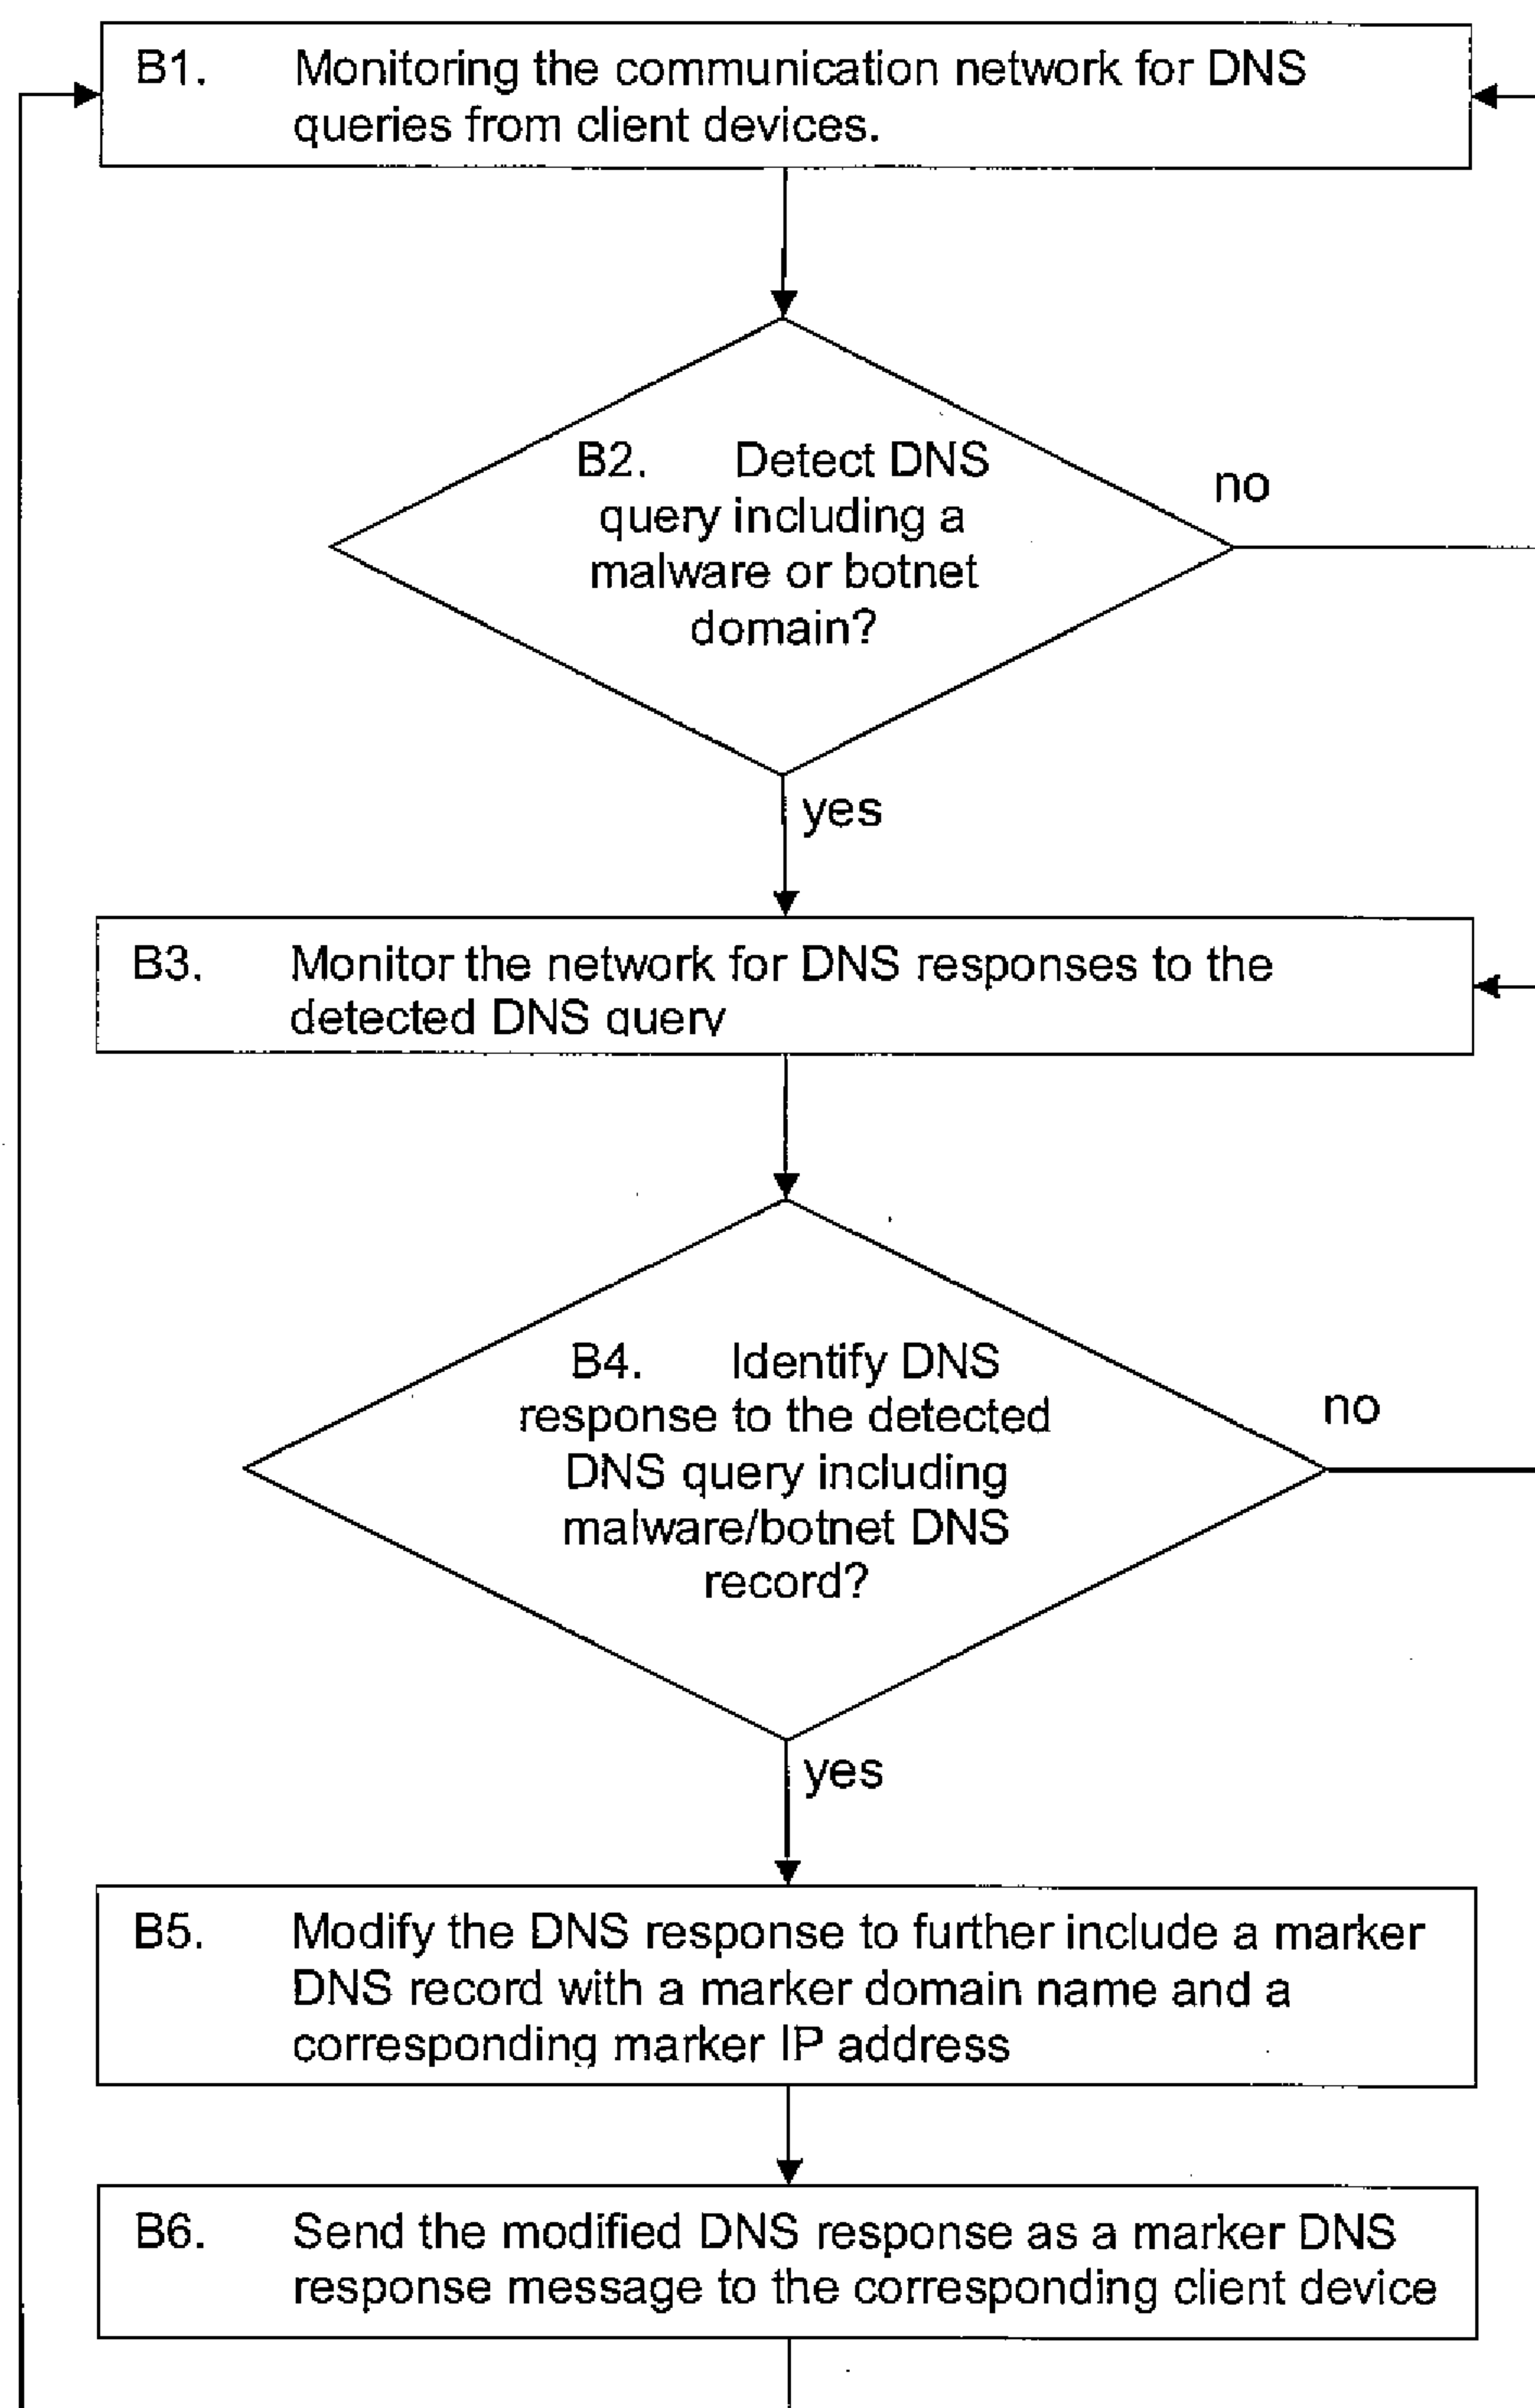 B1. Monitoring the communication network for DNS
queries from client devices.
B2. Detect DNS
query including a
malware or botnet
domain?
no
yes
B3. Monitor the network for DNS responses to the
detected DNS query
B4. Identify DNS
response to the detected
DNS query including
malware/botnet DNS
record?
no
yes
B5. Modify the DNS response to further include a marker
DNS record with a marker domain name and a
corresponding marker IP address
B6. Send the modified DNS response as a marker DNS
response message to the corresponding client device